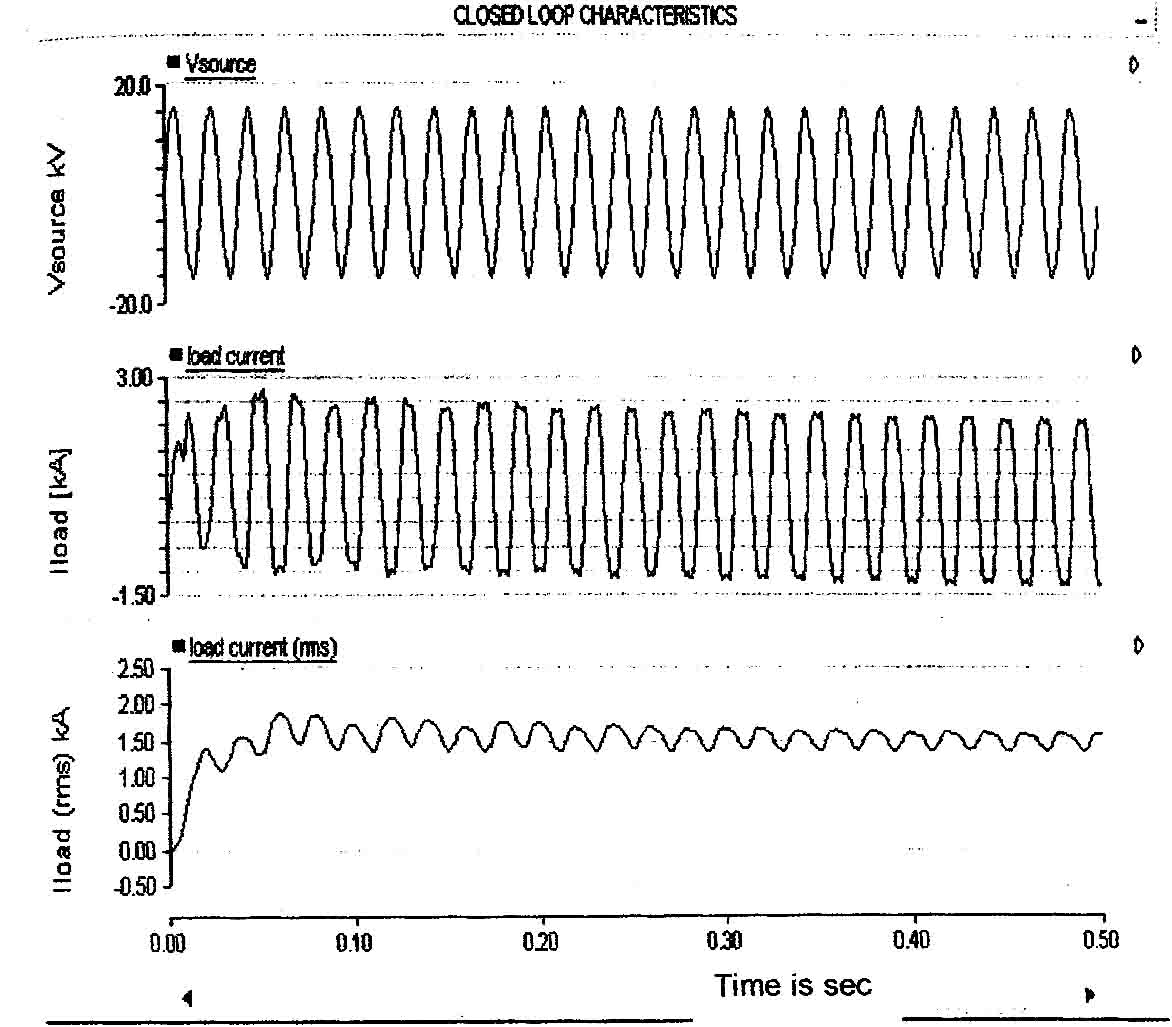 CLOSED LOOP CHARACTERISTICS
Vsource
20.0
Vsource kV
-20.0
load current
3.00
Iload [kA]
-1.50
load current (rms)
2.50
2.00
1.50
1.00
0.50
0.00
-0.50
Iload (rms) kA
0.00 0.10 0.20 0.30 0.40 0.50
Time is sec